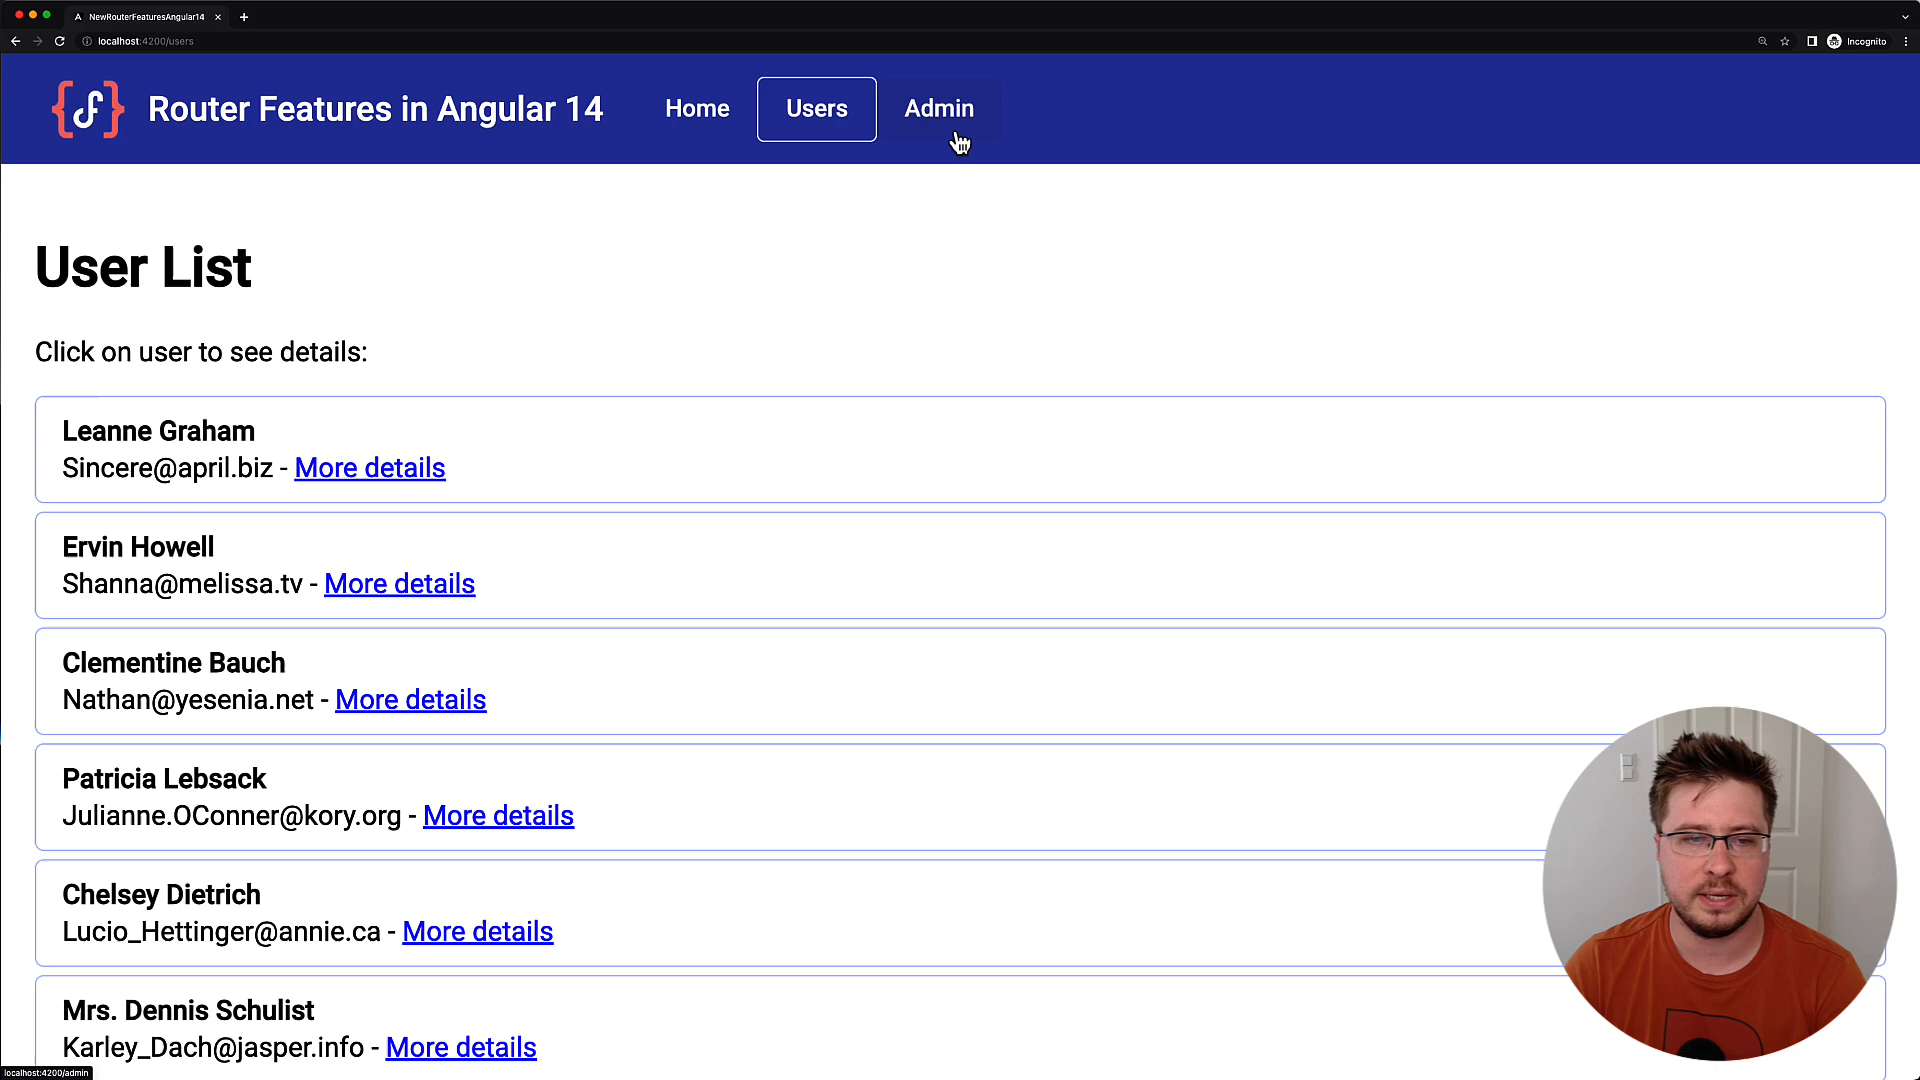 NewRouterFeaturesAngular14
localhost:4200/users
Incognito
Router Features in Angular 14
Home
Users
Admin
User List
Click on user to see details:
Leanne Graham
Sincere@april.biz - More details
Ervin Howell
Shanna@melissa.tv - More details
Clementine Bauch
Nathan@yesenia.net - More details
Patricia Lebsack
Julianne.OConner@kory.org - More details
Chelsey Dietrich
Lucio_Hettinger@annie.ca - More details
Mrs. Dennis Schulist
Karley_Dach@jasper.info - More details
localhost:4200/admin